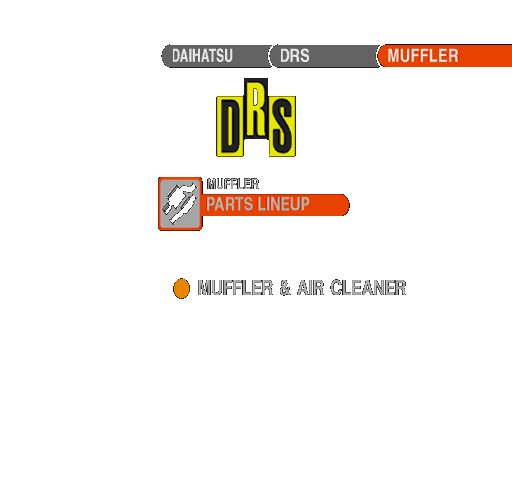 DAIHATSU DRS MUFFLER
DRS
MUFFLER
PARTS LINEUP
MUFFLER & AIR CLEANER